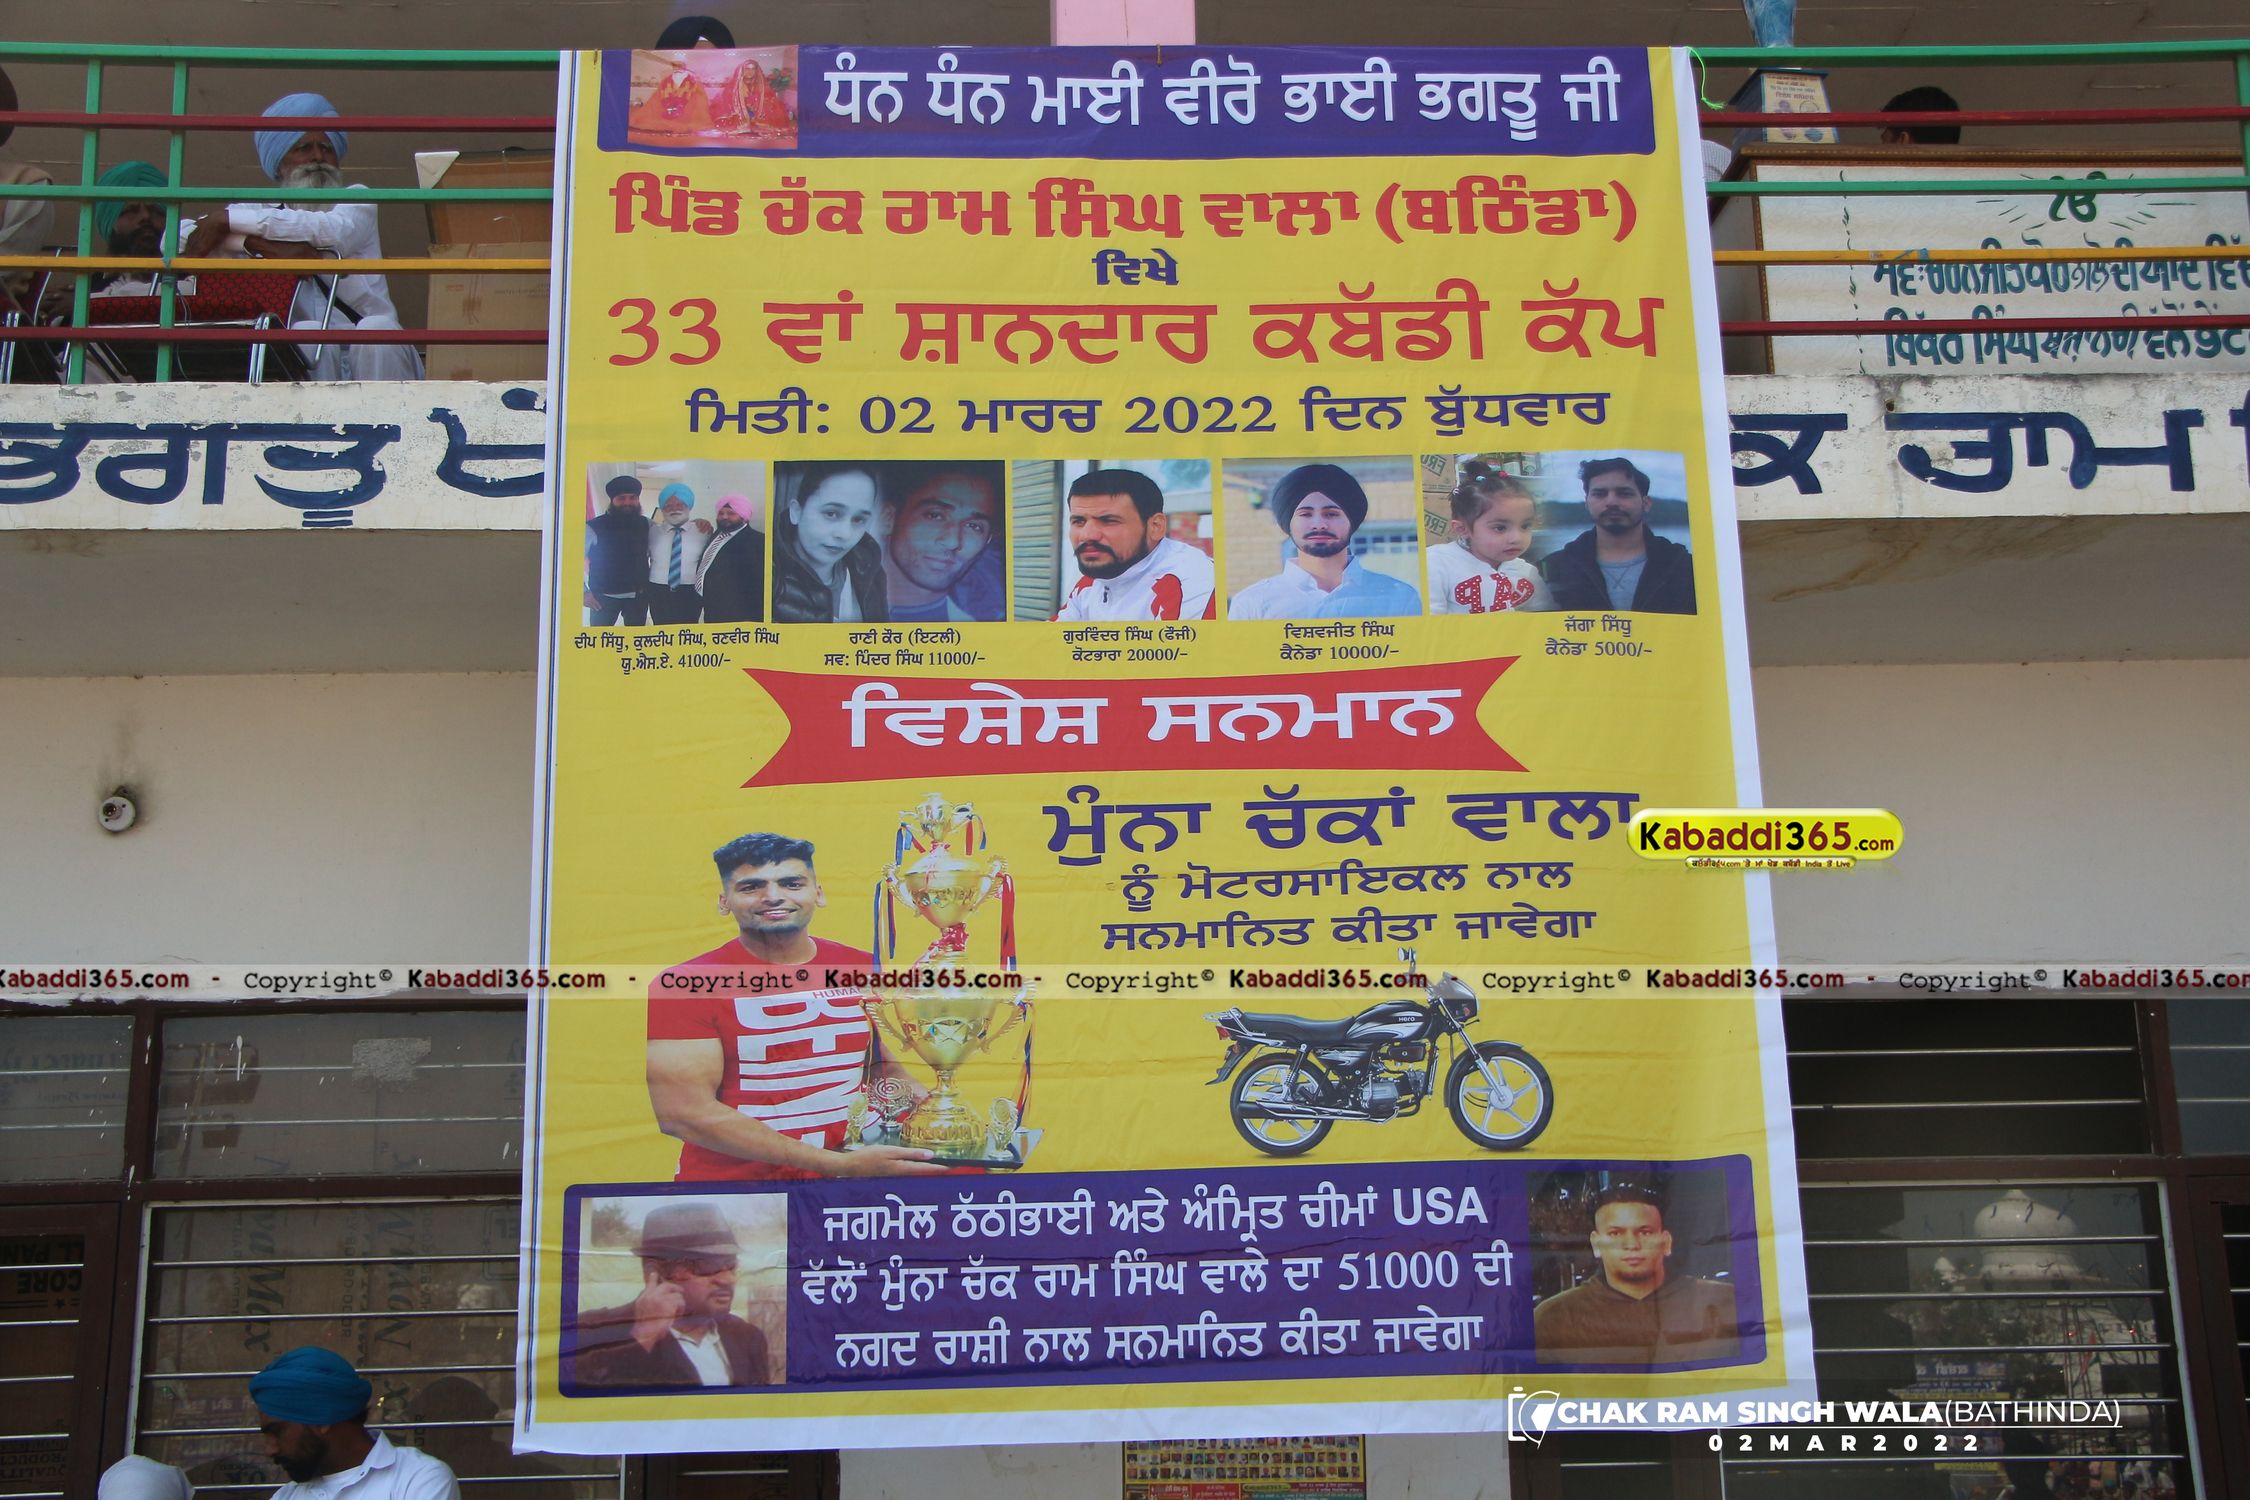 ਧੰਨ ਧੰਨ ਮਾਈ ਵੀਰੋ ਭਾਈ ਭਗਤੂ ਜੀ
ਪਿੰਡ ਚੱਕ ਰਾਮ ਸਿੰਘ ਵਾਲਾ (ਬਠਿੰਡਾ)
ਵਿਖੇ
33 ਵਾਂ ਸ਼ਾਨਦਾਰ ਕਬੱਡੀ ਕੱਪ
ਮਿਤੀ: 02 ਮਾਰਚ 2022 ਦਿਨ ਬੁੱਧਵਾਰ
ਦੀਪ ਸਿੱਧੂ, ਕੁਲਦੀਪ ਸਿੰਘ, ਰਣਵੀਰ ਸਿੰਘ
ਯੂ.ਐਸ.ਏ. 41000/-
ਰਾਣੀ ਕੌਰ (ਇਟਲੀ)
ਸਵ: ਪਿੰਦਰ ਸਿੰਘ 11000/-
ਗੁਰਵਿੰਦਰ ਸਿੰਘ (ਫੌਜੀ)
ਕੋਟਭਾਰਾ 20000/-
ਵਿਸ਼ਵਜੀਤ ਸਿੰਘ
ਕੈਨੇਡਾ 10000/-
ਜੱਗਾ ਸਿੱਧੂ
ਕੈਨੇਡਾ 5000/-
ਵਿਸ਼ੇਸ਼ ਸਨਮਾਨ
ਮੁੰਨਾ ਚੱਕਾਂ ਵਾਲਾ
ਨੂੰ ਮੋਟਰਸਾਇਕਲ ਨਾਲ
ਸਨਮਾਨਿਤ ਕੀਤਾ ਜਾਵੇਗਾ
ਜਗਮੇਲ ਠੱਠੀਭਾਈ ਅਤੇ ਅੰਮ੍ਰਿਤ ਚੀਮਾਂ USA
ਵੱਲੋਂ ਮੁੰਨਾ ਚੱਕ ਰਾਮ ਸਿੰਘ ਵਾਲੇ ਦਾ 51000 ਦੀ
ਨਗਦ ਰਾਸ਼ੀ ਨਾਲ ਸਨਮਾਨਿਤ ਕੀਤਾ ਜਾਵੇਗਾ
ੴ
ਭਗਤੂ
ਰਾਮ
Kabaddi365.com
Kabaddi365.com - Copyright© Kabaddi365.com - Copyright© Kabaddi365.com - Copyright© Kabaddi365.com - Copyright© Kabaddi365.com - Copyright© Kabaddi365.com
CHAK RAM SINGH WALA(BATHINDA)
02MAR2022